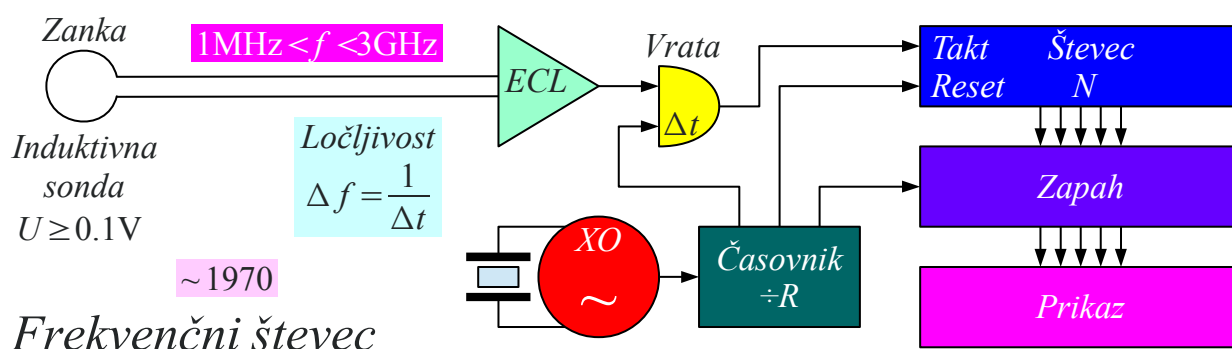 Zanka
1MHz < f < 3GHz
ECL
Vrata
Δt
Takt
Števec
Reset
N
Induktivna
sonda
U ≥ 0.1V
Ločljivost
Δ f = 1/Δt
Zapah
XO
~
Časovnik
÷R
~1970
Prikaz
Frekvenčni števec